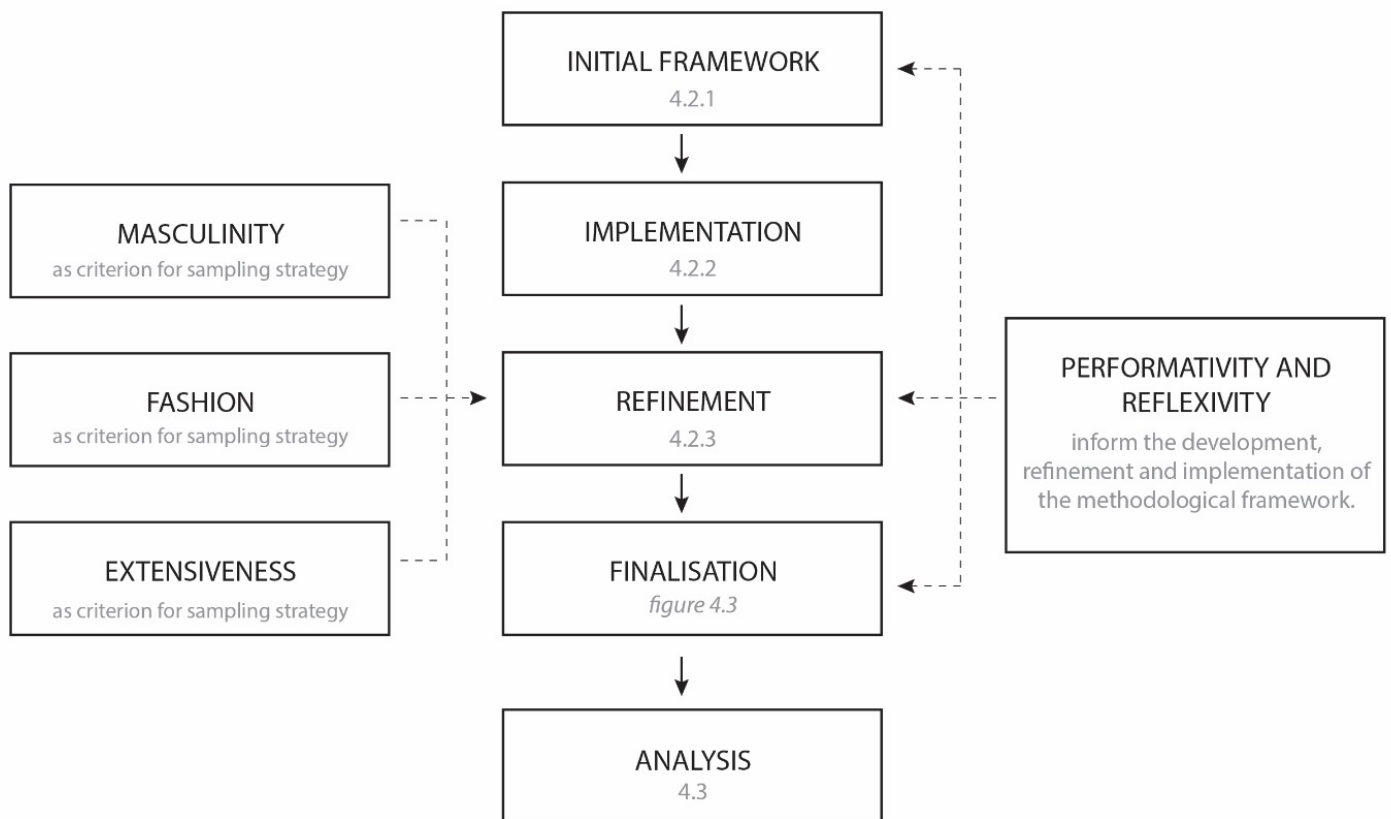 INITIAL FRAMEWORK
4.2.1
MASCULINITY
as criterion for sampling strategy
IMPLEMENTATION
4.2.2
FASHION
as criterion for sampling strategy
REFINEMENT
4.2.3
PERFORMATIVITY AND
REFLEXIVITY
inform the development,
refinement and implementation of
the methodological framework.
EXTENSIVENESS
as criterion for sampling strategy
FINALISATION
figure 4.3
ANALYSIS
4.3